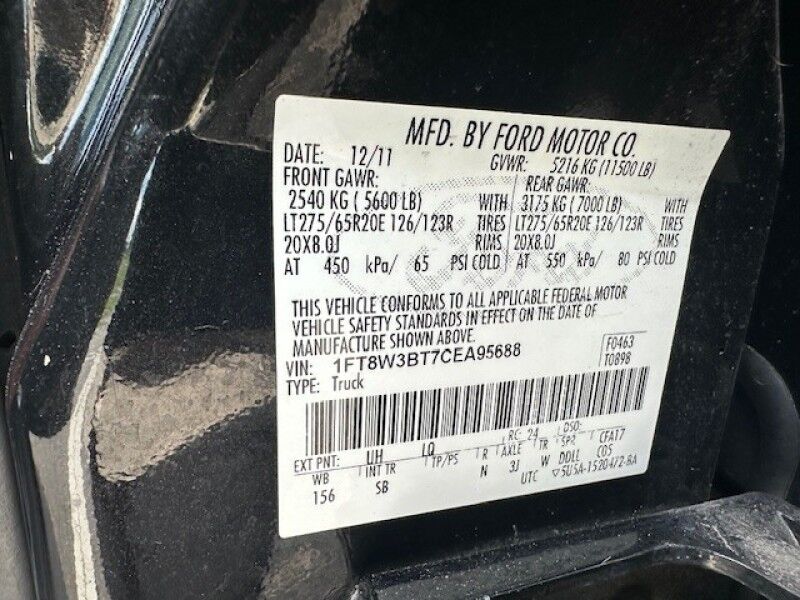 MFD. BY FORD MOTOR CO.
DATE: 12/11 GVWR: 5216 KG (11500 LB)
FRONT GAWR: REAR GAWR:
2540 KG ( 5600 LB) WITH 3175 KG ( 7000 LB) WITH
LT275/65R20E 126/123R TIRES LT275/65R20E 126/123R TIRES
20X8.0J RIMS 20X8.0J RIMS
AT 450 kPa/ 65 PSI COLD AT 550 kPa/ 80 PSI COLD
THIS VEHICLE CONFORMS TO ALL APPLICABLE FEDERAL MOTOR
VEHICLE SAFETY STANDARDS IN EFFECT ON THE DATE OF
MANUFACTURE SHOWN ABOVE.
VIN: 1FT8W3BT7CEA95688 F0463
TYPE: Truck T0898
RC: 24 DSO:
EXT PNT: UH LQ CFA17
WB INT TR TP/PS R AXLE TR SPR C05
156 SB N 3J W DDLL
UTC ▽5U5A-1520472-BA